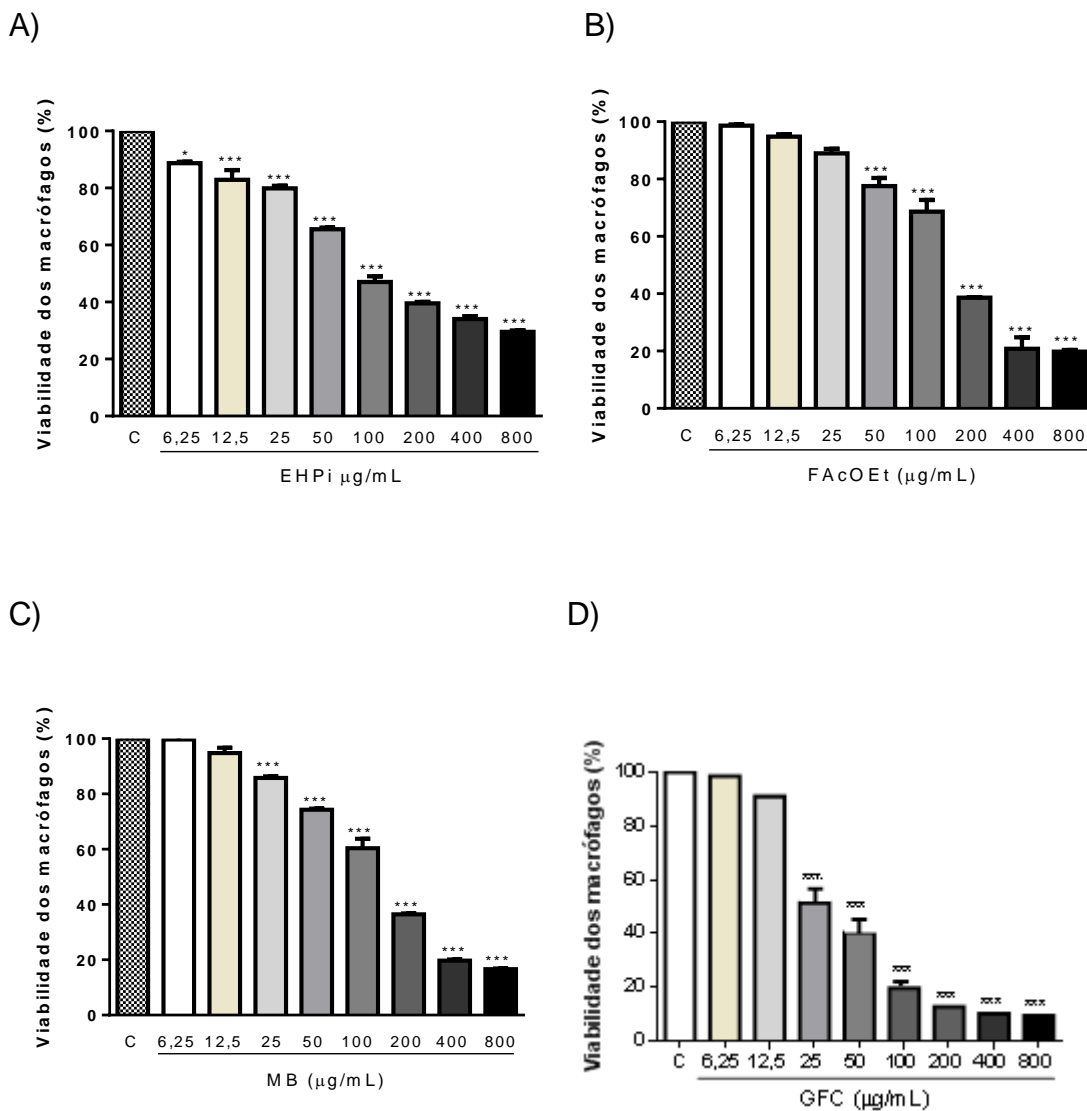 A)
Viabilidade dos macrófagos (%)
100
80
60
40
20
0
* *** *** *** *** *** *** ***
C 6,25 12,5 25 50 100 200 400 800
EHPi µg/mL
B)
Viabilidade dos macrófagos (%)
100
80
60
40
20
0
*** *** *** *** ***
C 6,25 12,5 25 50 100 200 400 800
FAcOEt (µg/mL)
C)
Viabilidade dos macrófagos (%)
100
80
60
40
20
0
*** *** *** *** *** ***
C 6,25 12,5 25 50 100 200 400 800
MB (µg/mL)
D)
Viabilidade dos macrófagos (%)
100
80
60
40
20
0
*** *** *** *** *** ***
C 6,25 12,5 25 50 100 200 400 800
GFC (µg/mL)